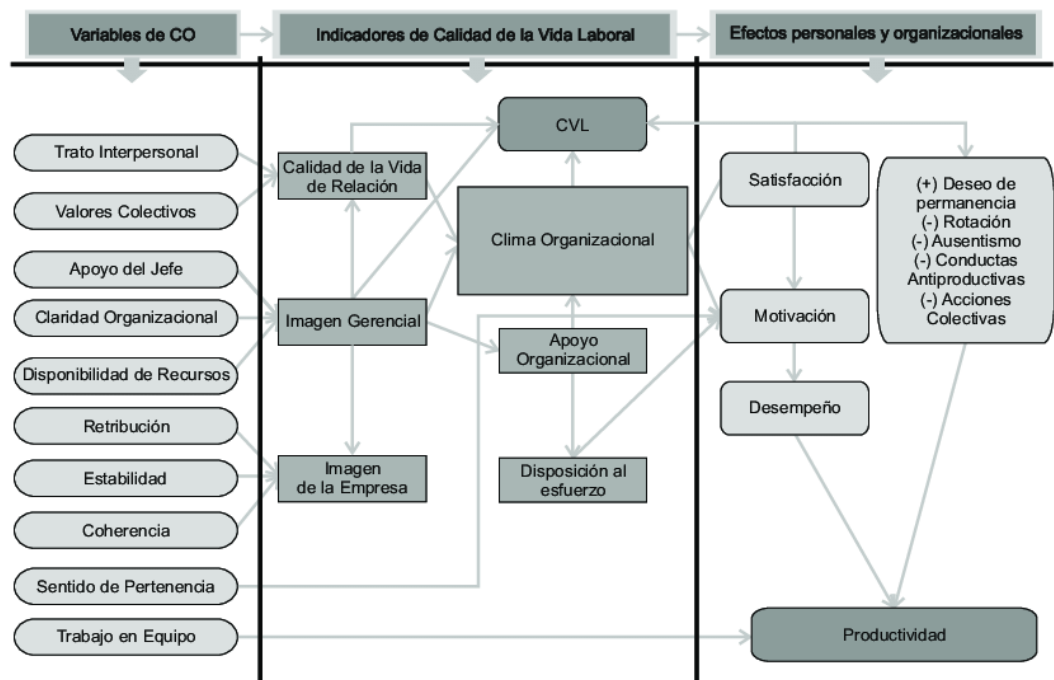 Variables de CO
Indicadores de Calidad de la Vida Laboral
Efectos personales y organizacionales
Trato Interpersonal
Valores Colectivos
Apoyo del Jefe
Claridad Organizacional
Disponibilidad de Recursos
Retribución
Estabilidad
Coherencia
Sentido de Pertenencia
Trabajo en Equipo
Calidad de la Vida
de Relación
Imagen Gerencial
Imagen
de la Empresa
CVL
Clima Organizacional
Apoyo
Organizacional
Disposición al
esfuerzo
Satisfacción
Motivación
Desempeño
(+) Deseo de
permanencia
(-) Rotación
(-) Ausentismo
(-) Conductas
Antiproductivas
(-) Acciones
Colectivas
Productividad